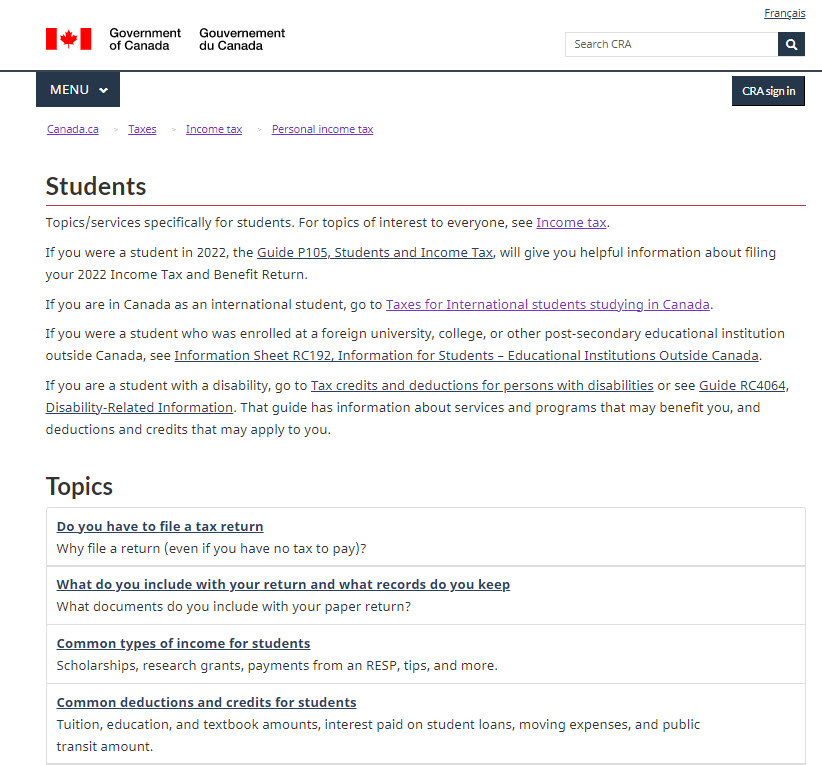 Français
Government of Canada
Gouvernement du Canada
Search CRA
MENU
CRA sign in
Canada.ca > Taxes > Income tax > Personal income tax
Students
Topics/services specifically for students. For topics of interest to everyone, see Income tax.
If you were a student in 2022, the Guide P105, Students and Income Tax, will give you helpful information about filing
your 2022 Income Tax and Benefit Return.
If you are in Canada as an international student, go to Taxes for International students studying in Canada.
If you were a student who was enrolled at a foreign university, college, or other post-secondary educational institution
outside Canada, see Information Sheet RC192, Information for Students – Educational Institutions Outside Canada.
If you are a student with a disability, go to Tax credits and deductions for persons with disabilities or see Guide RC4064,
Disability-Related Information. That guide has information about services and programs that may benefit you, and
deductions and credits that may apply to you.
Topics
Do you have to file a tax return
Why file a return (even if you have no tax to pay)?
What do you include with your return and what records do you keep
What documents do you include with your paper return?
Common types of income for students
Scholarships, research grants, payments from an RESP, tips, and more.
Common deductions and credits for students
Tuition, education, and textbook amounts, interest paid on student loans, moving expenses, and public
transit amount.